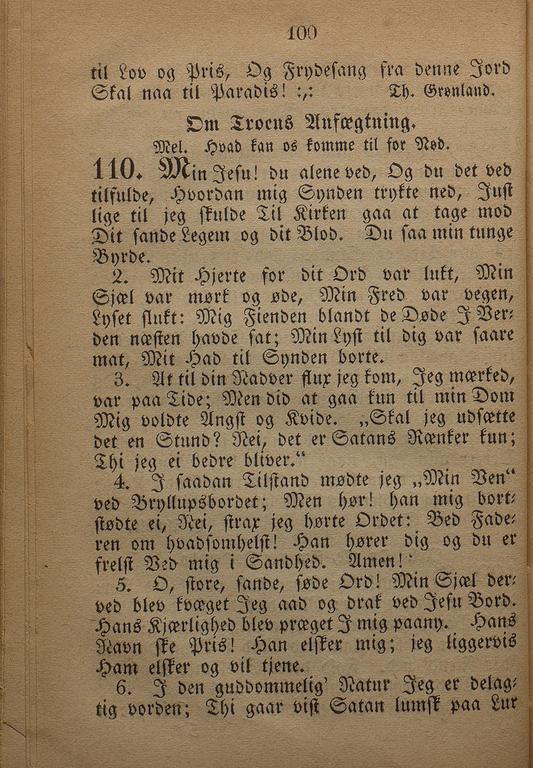 100
til Lov og Pris, Og Frydesang fra denne Jord
Skal naa til Paradis! :,: Th. Grønland.
Om Troens Anfægtning.
Mel. Hvad kan os komme til for Nød.
110. Min Jesu! du alene ved, Og du det ved
tilfulde, Hvordan mig Synden trykte ned, Just
lige til jeg skulde Til Kirken gaa at tage mod
Dit sande Legem og dit Blod. Du saa min tunge
Byrde.
2. Mit Hjerte for dit Ord var lukt, Min
Sjæl var mørk og øde, Min Fred var vegen,
Lyset slukt: Mig Fienden blandt de Døde I Ver-
den næsten havde sat; Min Lyst til dig var saare
mat, Mit Had til Synden borte.
3. At til din Nadver flux jeg kom, Jeg mærked,
var paa Tide; Men did at gaa kun til min Dom
Mig voldte Angst og Kvide. „Skal jeg udsætte
det en Stund? Nei, det er Satans Rænker kun;
Thi jeg ei bedre bliver.“
4. I saadan Tilstand mødte jeg „Min Ven“
ved Bryllupsbordet; Men hør! han mig bort-
stødte ei, Nei, strax jeg hørte Ordet: Bed Fade-
ren om hvadsomhelst! Han hører dig og du er
frelst Ved mig i Sandhed. Amen!
5. O, store, sande, søde Ord! Min Sjæl der-
ved blev kvæget Jeg aad og drak ved Jesu Bord.
Hans Kjærlighed blev præget I mig paany. Hans
Navn ske Pris! Han elsker mig; jeg liggervis
Ham elsker og vil tjene.
6. I den guddommelig' Natur Jeg er delag-
tig vorden; Thi gaar vist Satan lumsk paa Lur